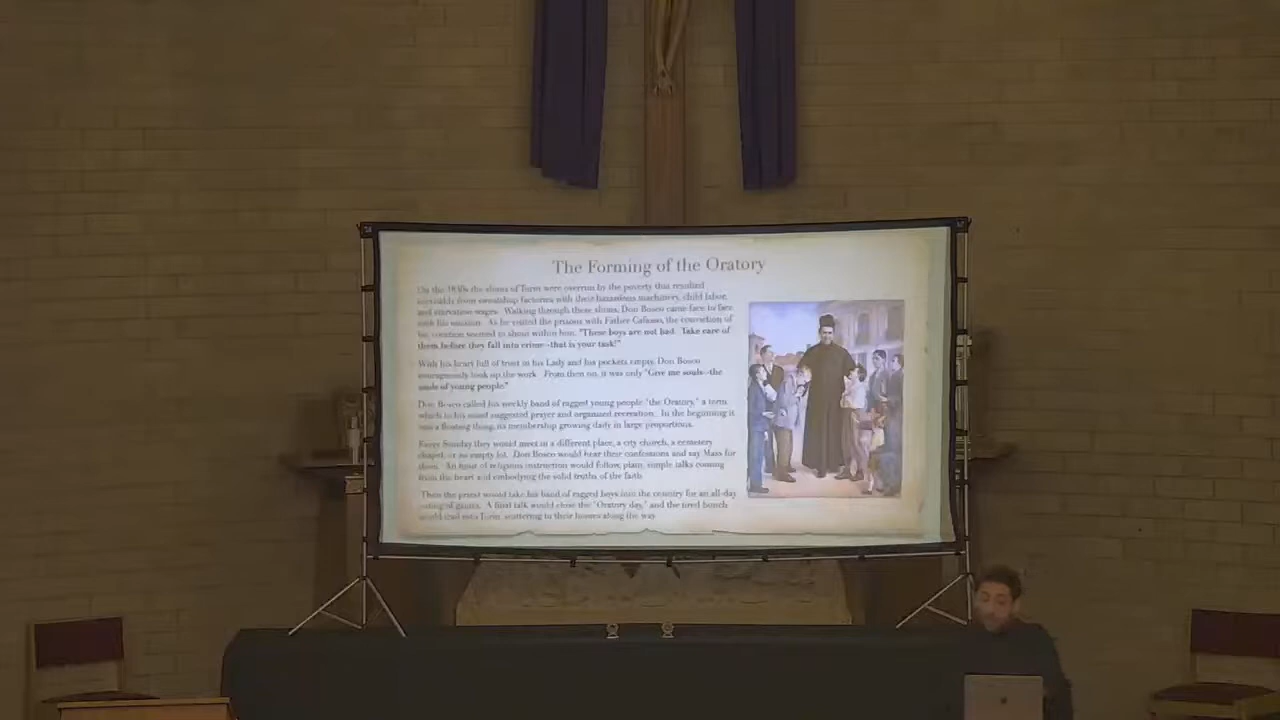 The Forming of the Oratory
the of Turin were overrun by the poverty that resulted
from sweatshop factories with their hazardous machinery, child labor,
and wages. Walking through these slums, Don Bosco came face to face
with his mission. As he visited the prisons with Father Cafasso, the conviction of
his vocation seemed to shout within him, "These boys are not bad. Take care of
them before they fall into crime--that is your task!"
With his heart full of trust in his Lady and his pockets empty, Don Bosco
courageously took up the work. From then on, it was only "Give me souls--the
souls of young people!"
Don Bosco called his weekly band of ragged young people "the Oratory," a term
which to his mind suggested prayer and organized recreation. In the beginning it
was a floating thing, its membership growing daily in large proportions.
Every Sunday they would meet in a different place, a city church, a cemetery
chapel, or an empty lot. Don Bosco would hear their confessions and say Mass for
them. An hour of religious instruction would follow, plain, simple talks coming
from the heart and embodying the solid truths of the faith.
Then the priest would take his band of ragged boys into the country for an all-day
outing of games. A final talk would close the "Oratory day," and the tired bunch
would Turin scattering to their homes along the way.